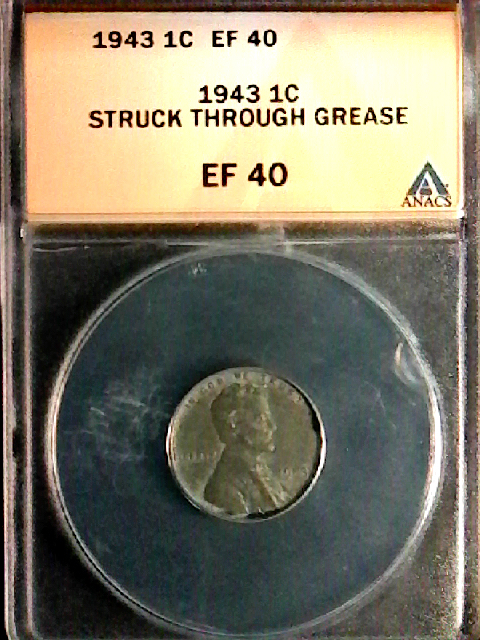 1943 1C EF 40
1943 1C
STRUCK THROUGH GREASE
EF 40
ANACS